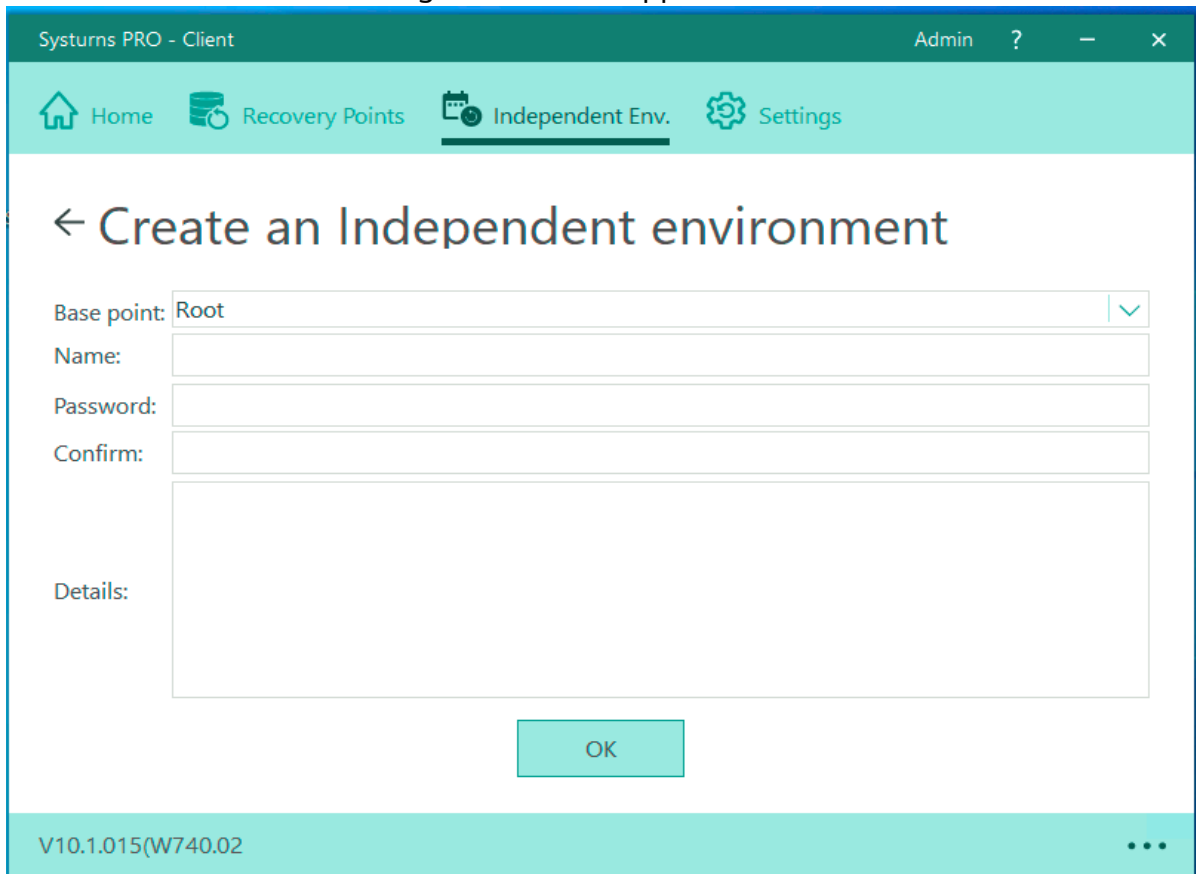 Systurns PRO - Client Admin ?
Home Recovery Points Independent Env. Settings
Create an Independent environment
Base point: Root
Name:
Password:
Confirm:
Details:
OK
V10.1.015(W740.02